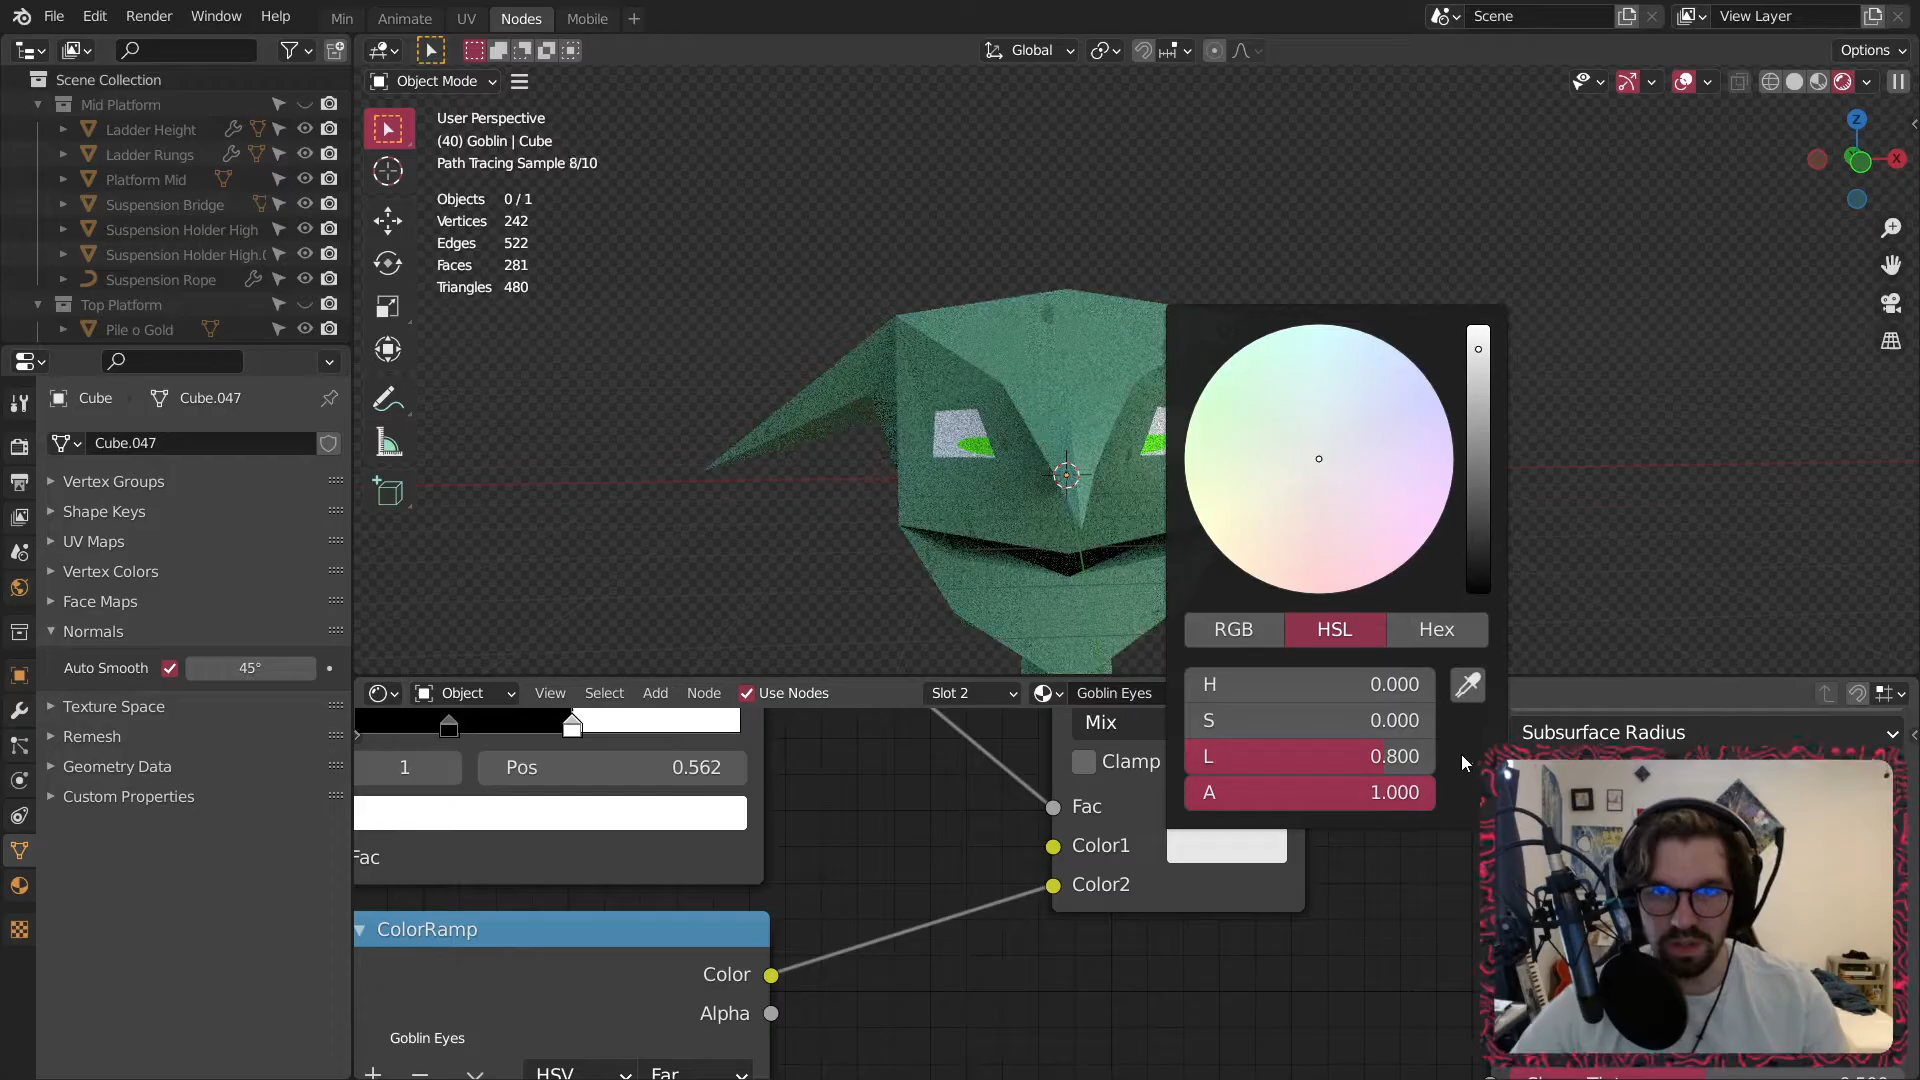 File Edit Render Window Help
Min Animate UV Nodes Mobile +
Scene
View Layer
Global
Options
Object Mode
Scene Collection
Mid Platform
Ladder Height
Ladder Rungs
Platform Mid
Suspension Bridge
Suspension Holder High
Suspension Holder High.
Suspension Rope
Top Platform
Pile o Gold
User Perspective
(40) Goblin | Cube
Path Tracing Sample 8/10
Objects 0 / 1
Vertices 242
Edges 522
Faces 281
Triangles 480
Z
X
Cube Cube.047
Cube.047
Vertex Groups
Shape Keys
UV Maps
Vertex Colors
Face Maps
Normals
Auto Smooth 45°
Texture Space
Remesh
Geometry Data
Custom Properties
RGB HSL Hex
H 0.000
S 0.000
L 0.800
A 1.000
Object View Select Add Node Use Nodes Slot 2 Goblin Eyes
1 Pos 0.562
Fac
ColorRamp
Color
Alpha
Goblin Eyes
HSV Far
Mix
Clamp
Fac
Color1
Color2
Subsurface Radius